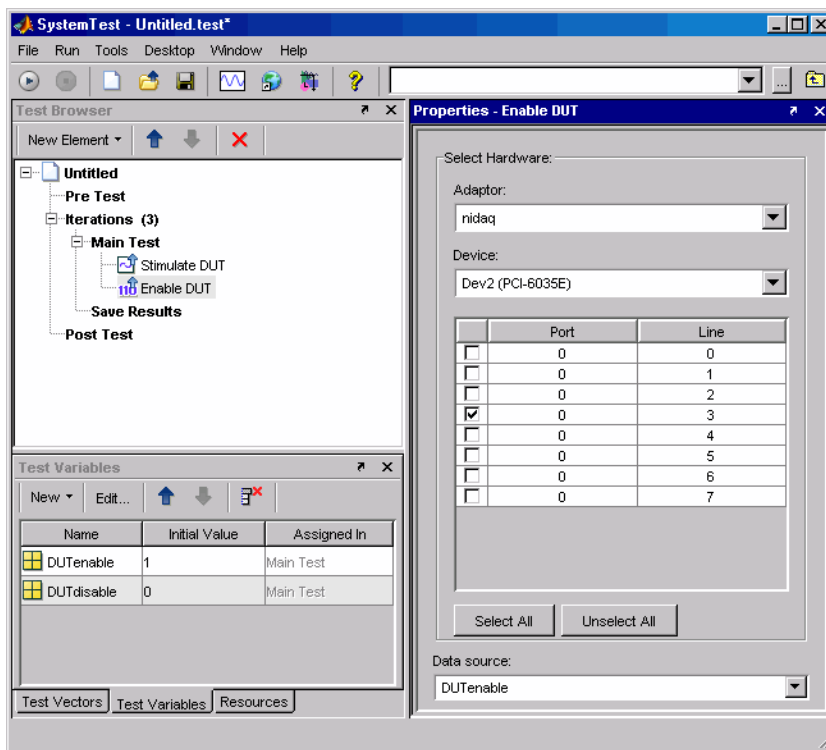 SystemTest - Untitled.test*
File Run Tools Desktop Window Help
Test Browser
New Element
Untitled
Pre Test
Iterations (3)
Main Test
Stimulate DUT
110 Enable DUT
Save Results
Post Test
Test Variables
New Edit...
Name Initial Value Assigned In
DUTenable 1 Main Test
DUTdisable 0 Main Test
Test Vectors Test Variables Resources
Properties - Enable DUT
Select Hardware:
Adaptor:
nidaq
Device:
Dev2 (PCI-6035E)
Port Line
0 0
0 1
0 2
0 3
0 4
0 5
0 6
0 7
Select All Unselect All
Data source:
DUTenable